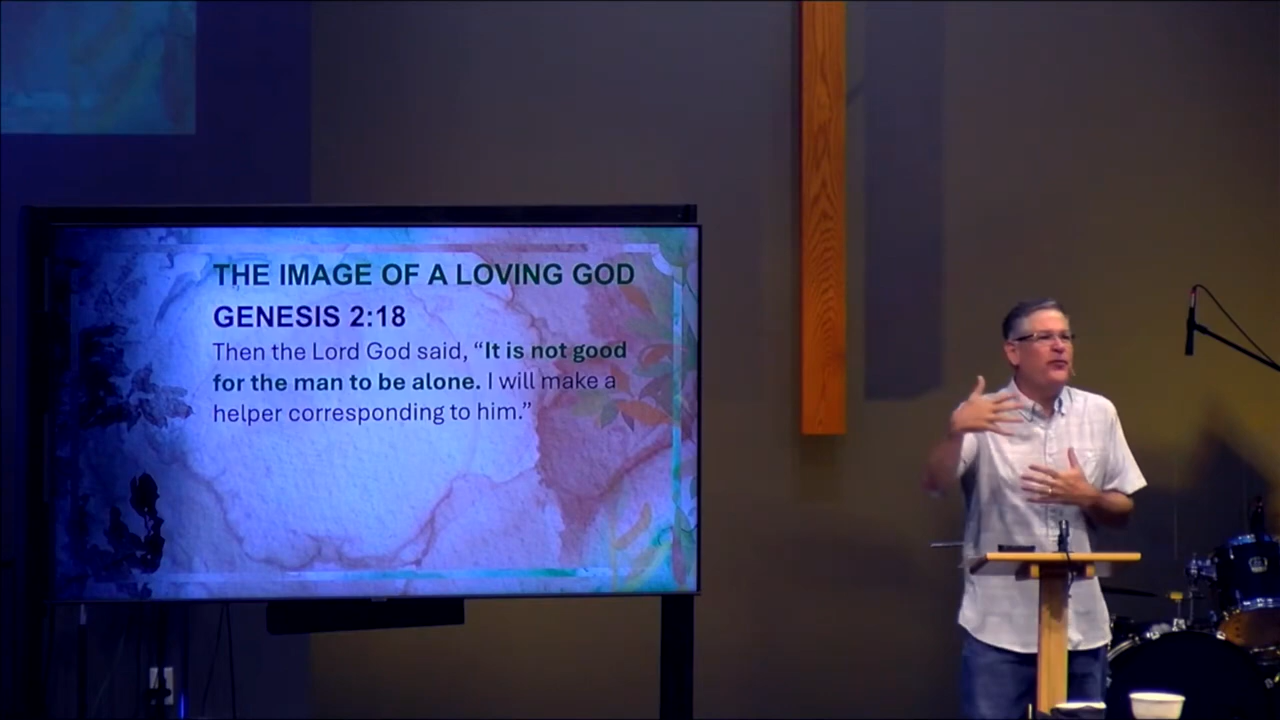 THE IMAGE OF A LOVING GOD
GENESIS 2:18
Then the Lord God said, “It is not good
for the man to be alone. I will make a
helper corresponding to him.”